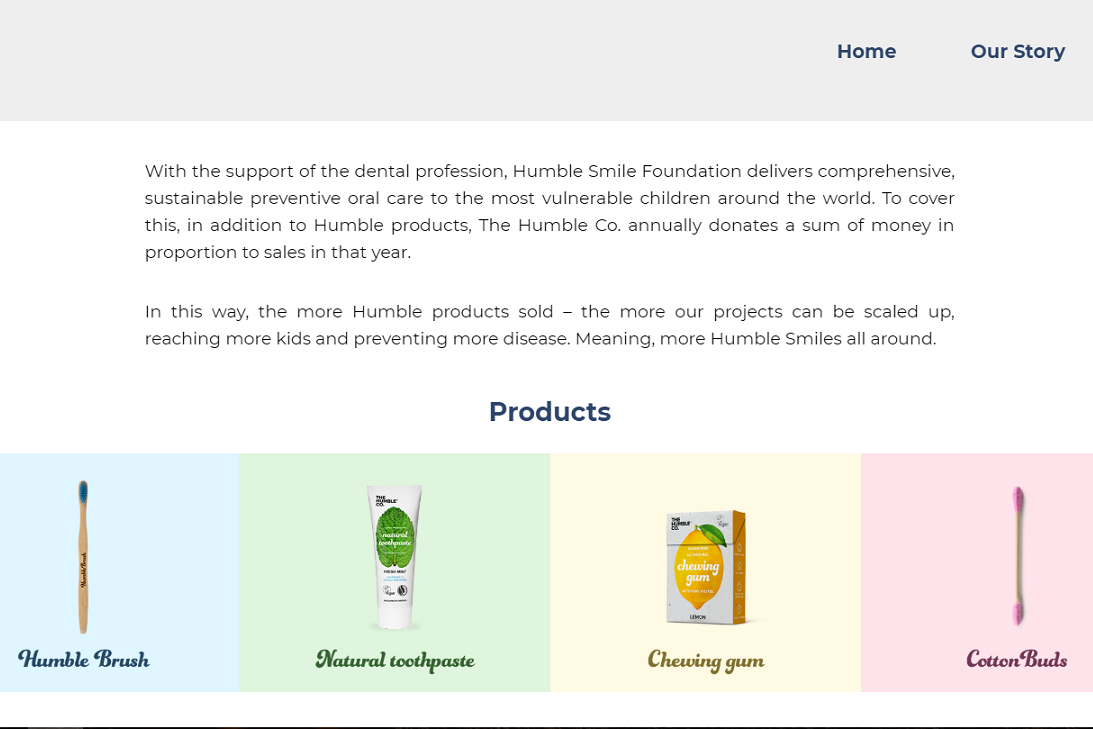 Home Our Story
With the support of the dental profession, Humble Smile Foundation delivers comprehensive,
sustainable preventive oral care to the most vulnerable children around the world. To cover
this, in addition to Humble products, The Humble Co. annually donates a sum of money in
proportion to sales in that year.
In this way, the more Humble products sold – the more our projects can be scaled up,
reaching more kids and preventing more disease. Meaning, more Humble Smiles all around.
Products
Humble Brush
THE
HUMBLE
CO.
natural
toothpaste
FRESH MINT
Vegan
THE
HUMBLE
CO.
Vegan
chewing
gum
LEMON
Humble Brush
Natural toothpaste
Chewing gum
CottonBuds